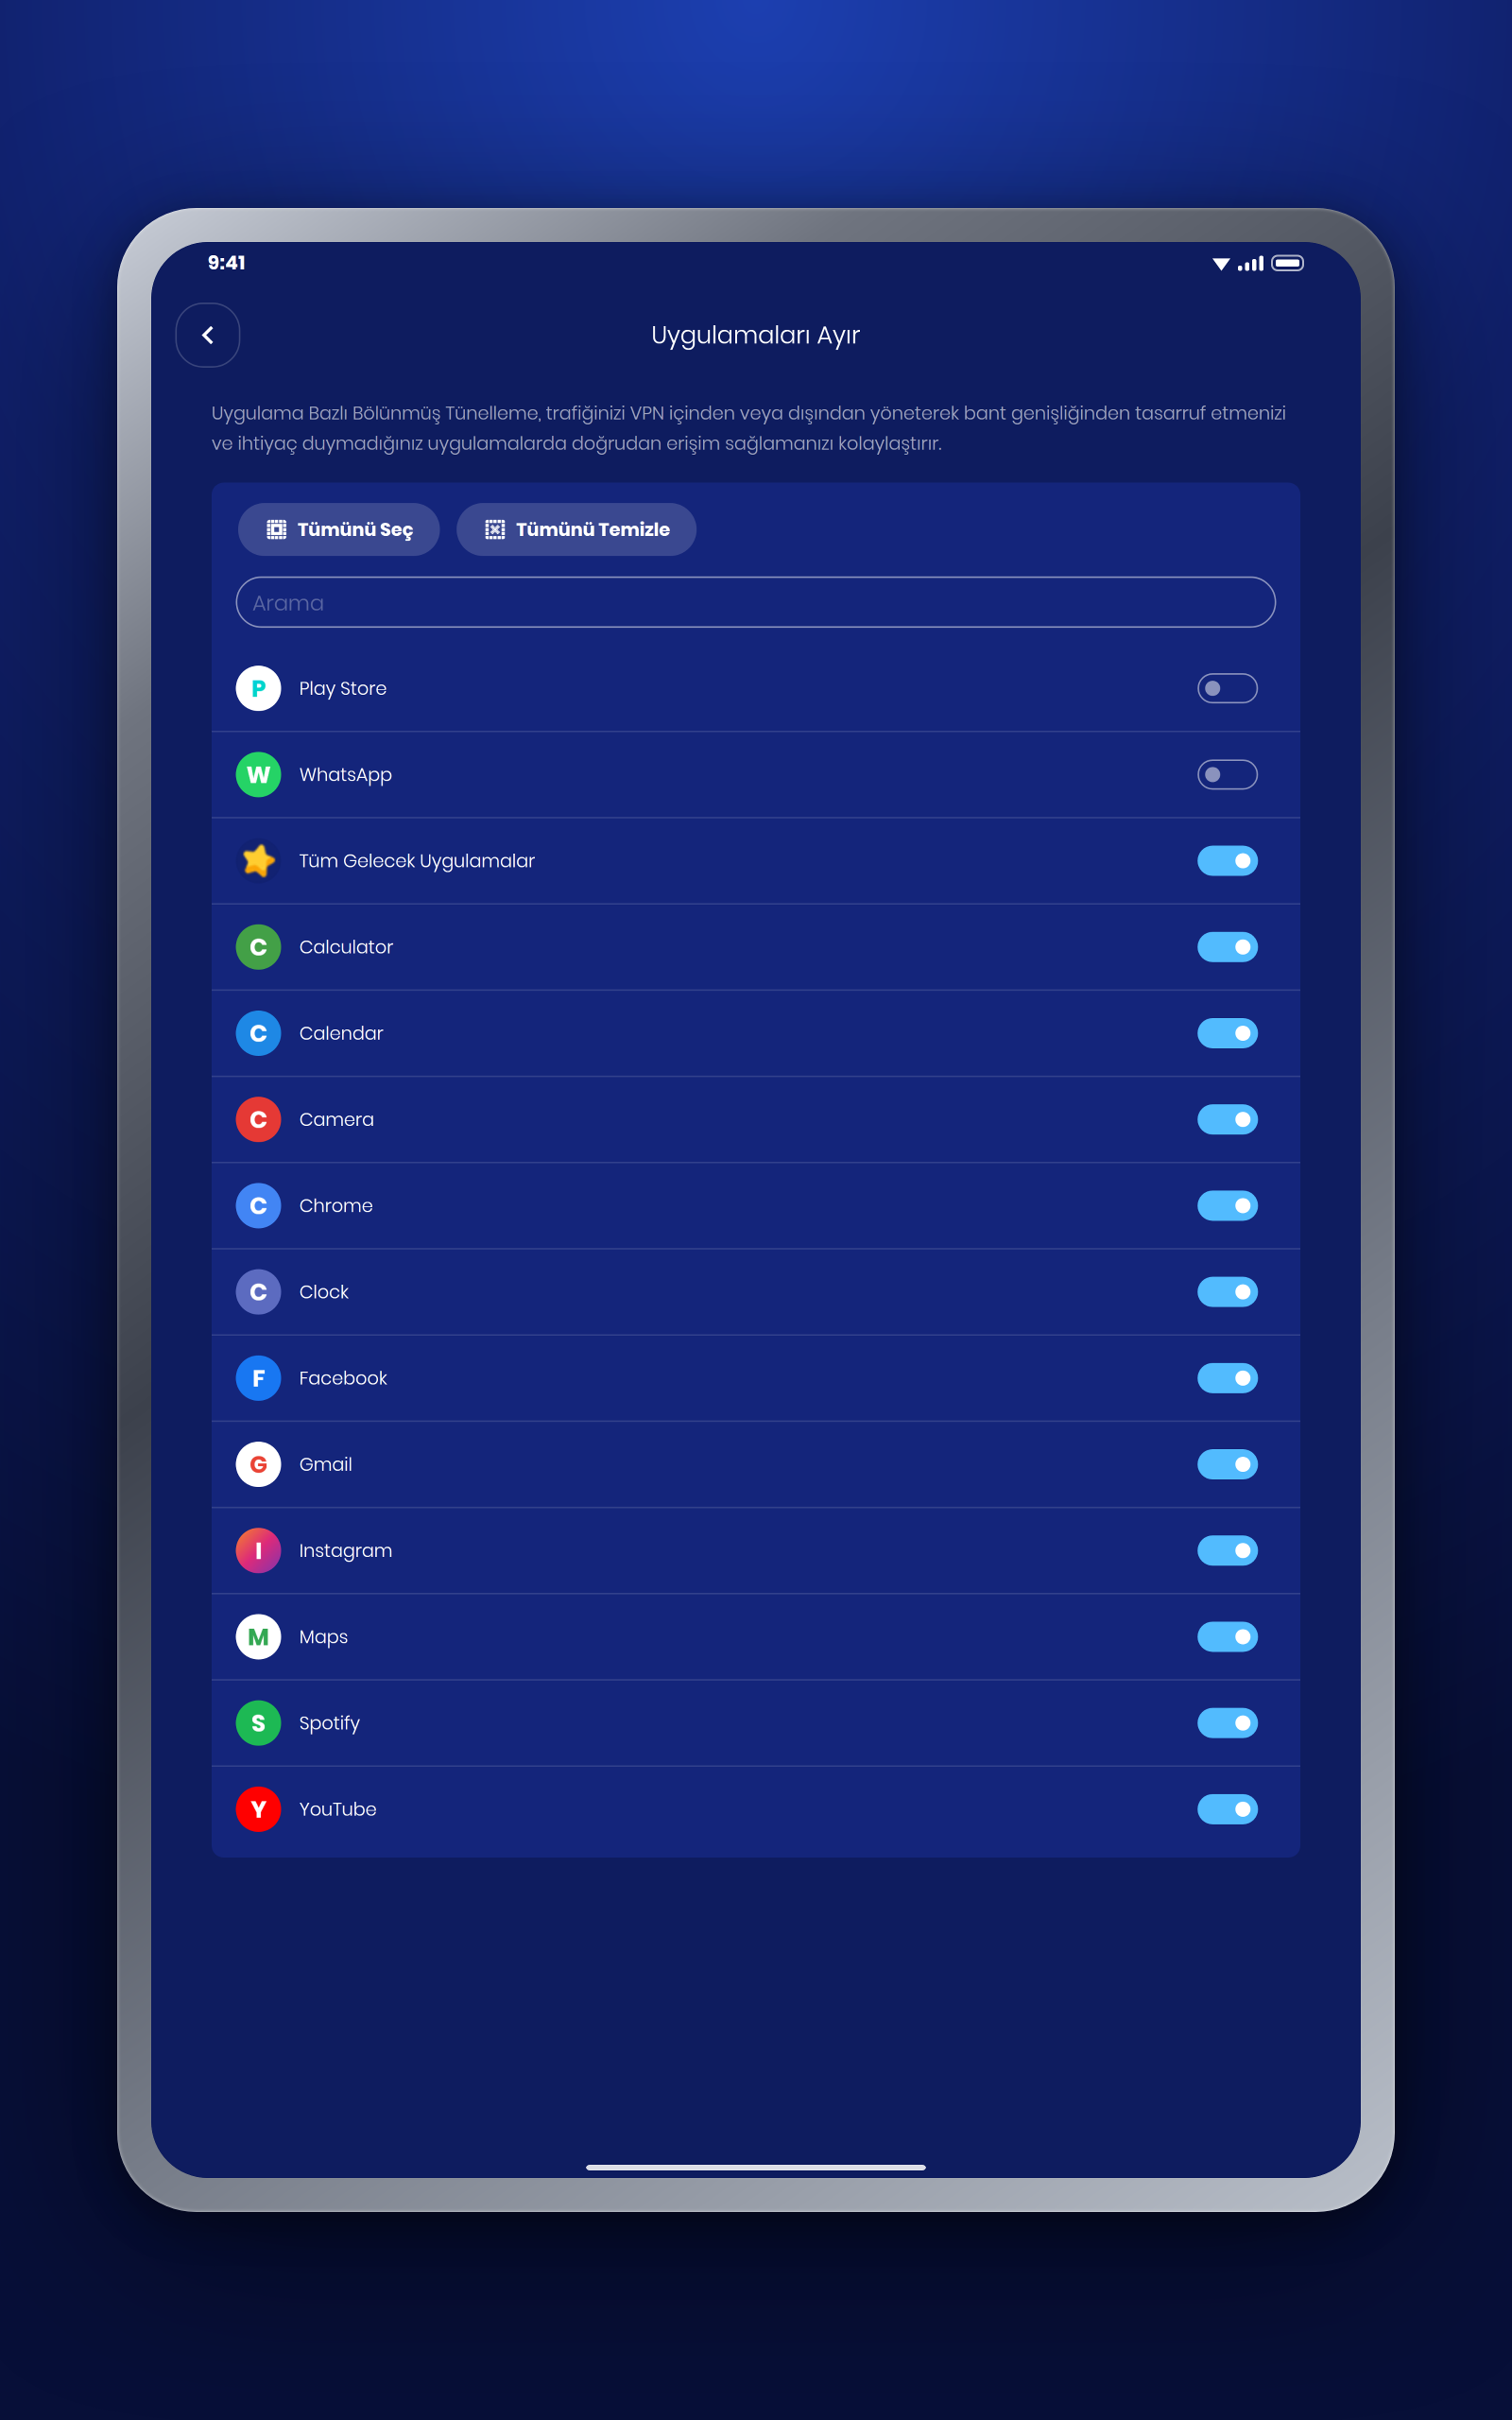 9:41
Uygulamaları Ayır
Uygulama Bazlı Bölünmüş Tünelleme, trafiğinizi VPN içinden veya dışından yöneterek bant genişliğinden tasarruf etmenizi
ve ihtiyaç duymadığınız uygulamalarda doğrudan erişim sağlamanızı kolaylaştırır.
Tümünü Seç
Tümünü Temizle
Arama
P Play Store
W WhatsApp
Tüm Gelecek Uygulamalar
C Calculator
C Calendar
C Camera
C Chrome
C Clock
F Facebook
G Gmail
I Instagram
M Maps
S Spotify
Y YouTube